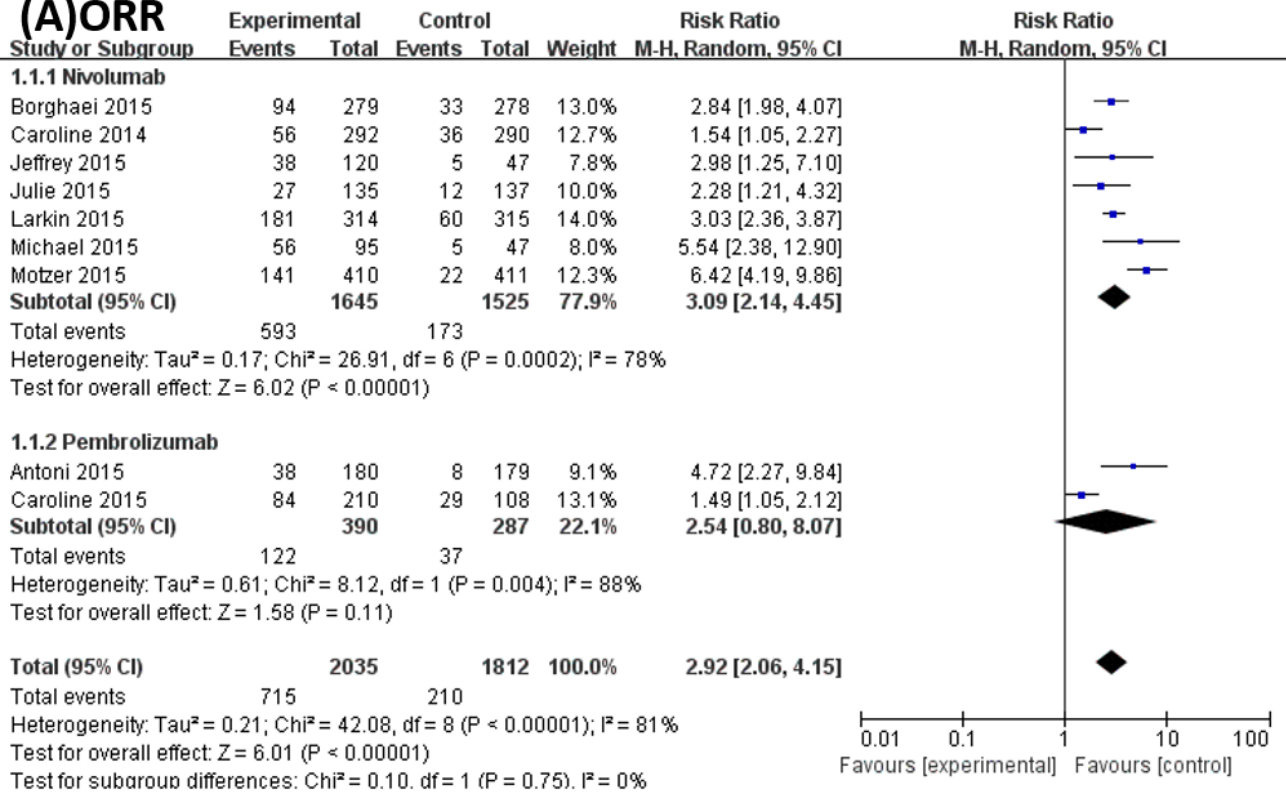 (A)ORR
Experimental Control Risk Ratio Risk Ratio
Study or Subgroup Events Total Events Total Weight M-H, Random, 95% CI M-H, Random, 95% CI
1.1.1 Nivolumab
Borghaei 2015 94 279 33 278 13.0% 2.84 [1.98, 4.07]
Caroline 2014 56 292 36 290 12.7% 1.54 [1.05, 2.27]
Jeffrey 2015 38 120 5 47 7.8% 2.98 [1.25, 7.10]
Julie 2015 27 135 12 137 10.0% 2.28 [1.21, 4.32]
Larkin 2015 181 314 60 315 14.0% 3.03 [2.36, 3.87]
Michael 2015 56 95 5 47 8.0% 5.54 [2.38, 12.90]
Motzer 2015 141 410 22 411 12.3% 6.42 [4.19, 9.86]
Subtotal (95% CI) 1645 1525 77.9% 3.09 [2.14, 4.45]
Total events 593 173
Heterogeneity: Tau² = 0.17; Chi² = 26.91, df = 6 (P = 0.0002); I² = 78%
Test for overall effect: Z = 6.02 (P < 0.00001)
1.1.2 Pembrolizumab
Antoni 2015 38 180 8 179 9.1% 4.72 [2.27, 9.84]
Caroline 2015 84 210 29 108 13.1% 1.49 [1.05, 2.12]
Subtotal (95% CI) 390 287 22.1% 2.54 [0.80, 8.07]
Total events 122 37
Heterogeneity: Tau² = 0.61; Chi² = 8.12, df = 1 (P = 0.004); I² = 88%
Test for overall effect: Z = 1.58 (P = 0.11)
Total (95% CI) 2035 1812 100.0% 2.92 [2.06, 4.15]
Total events 715 210
Heterogeneity: Tau² = 0.21; Chi² = 42.08, df = 8 (P < 0.00001); I² = 81%
Test for overall effect: Z = 6.01 (P < 0.00001)
Test for subgroup differences: Chi² = 0.10, df = 1 (P = 0.75), I² = 0%
0.01 0.1 1 10 100
Favours [experimental] Favours [control]